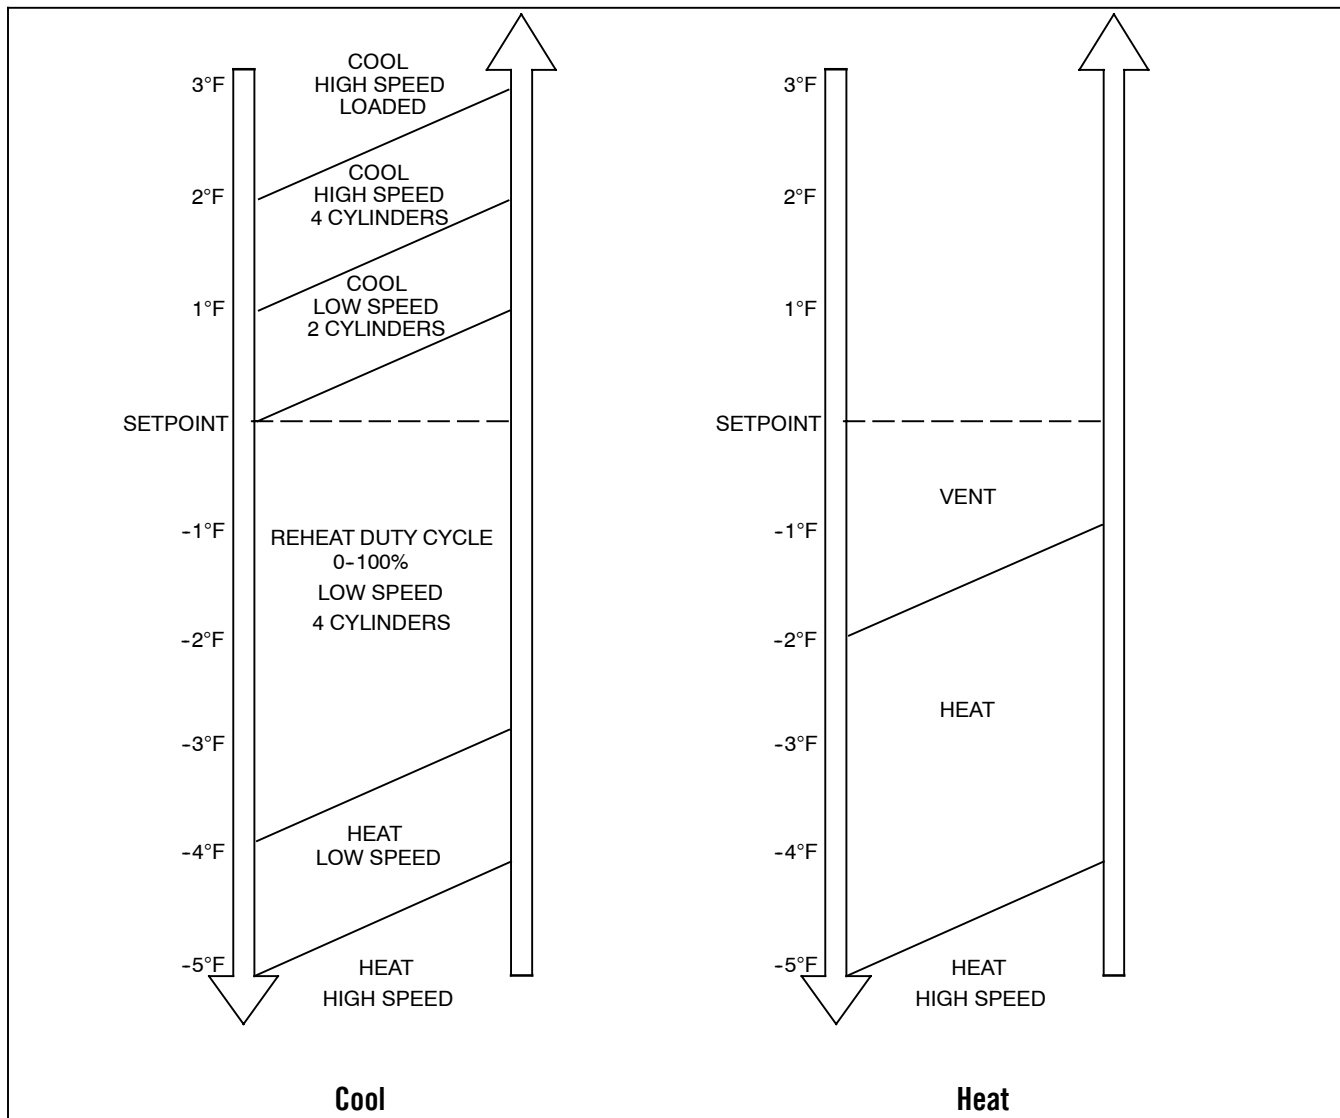 3°F
COOL
HIGH SPEED
LOADED
2°F
COOL
HIGH SPEED
4 CYLINDERS
1°F
COOL
LOW SPEED
2 CYLINDERS
SETPOINT
-1°F
REHEAT DUTY CYCLE
0-100%
LOW SPEED
4 CYLINDERS
-2°F
-3°F
-4°F
HEAT
LOW SPEED
-5°F
HEAT
HIGH SPEED
Cool
3°F
2°F
1°F
SETPOINT
VENT
-1°F
-2°F
HEAT
-3°F
-4°F
-5°F
HEAT
HIGH SPEED
Heat